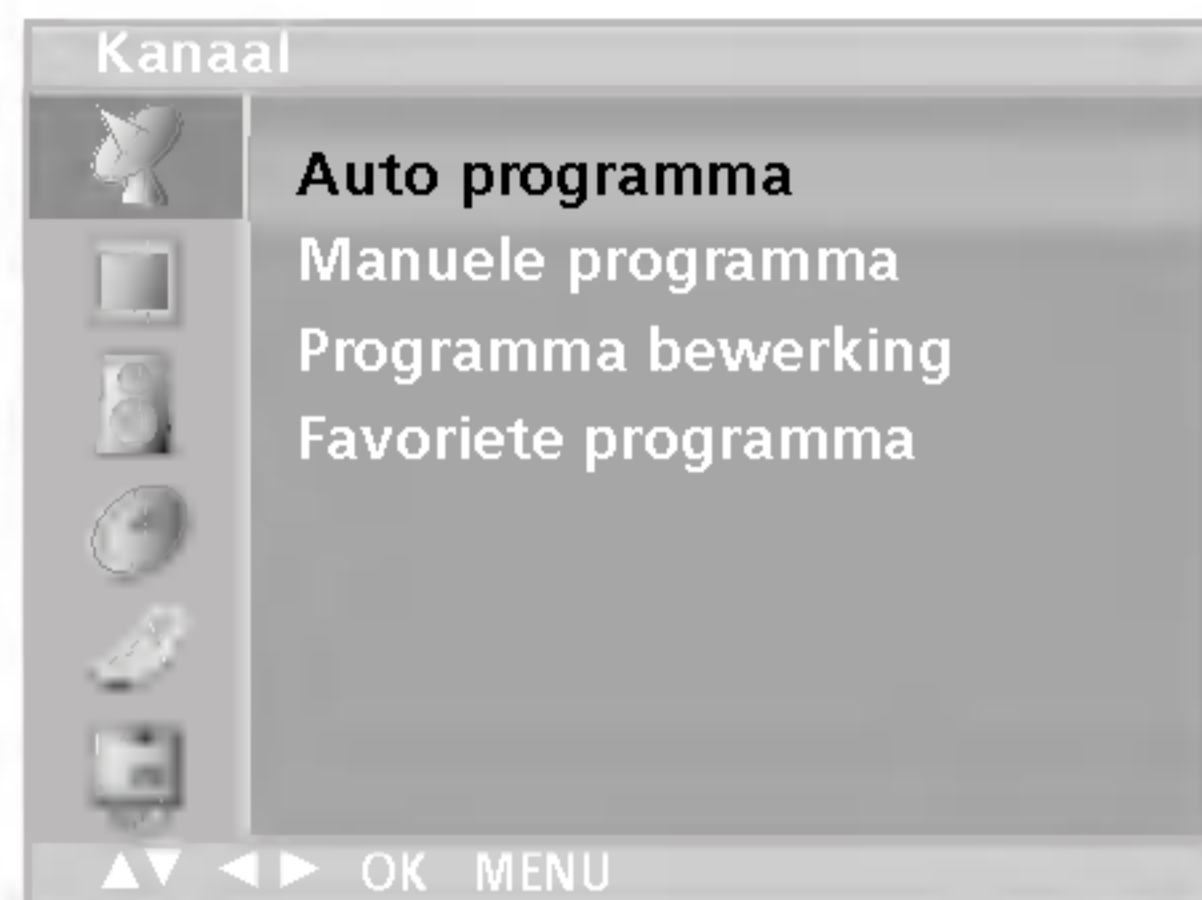 Kanaal
Auto programma
Manuele programma
Programma bewerking
Favoriete programma
▲▼ ◀ ▶ OK MENU